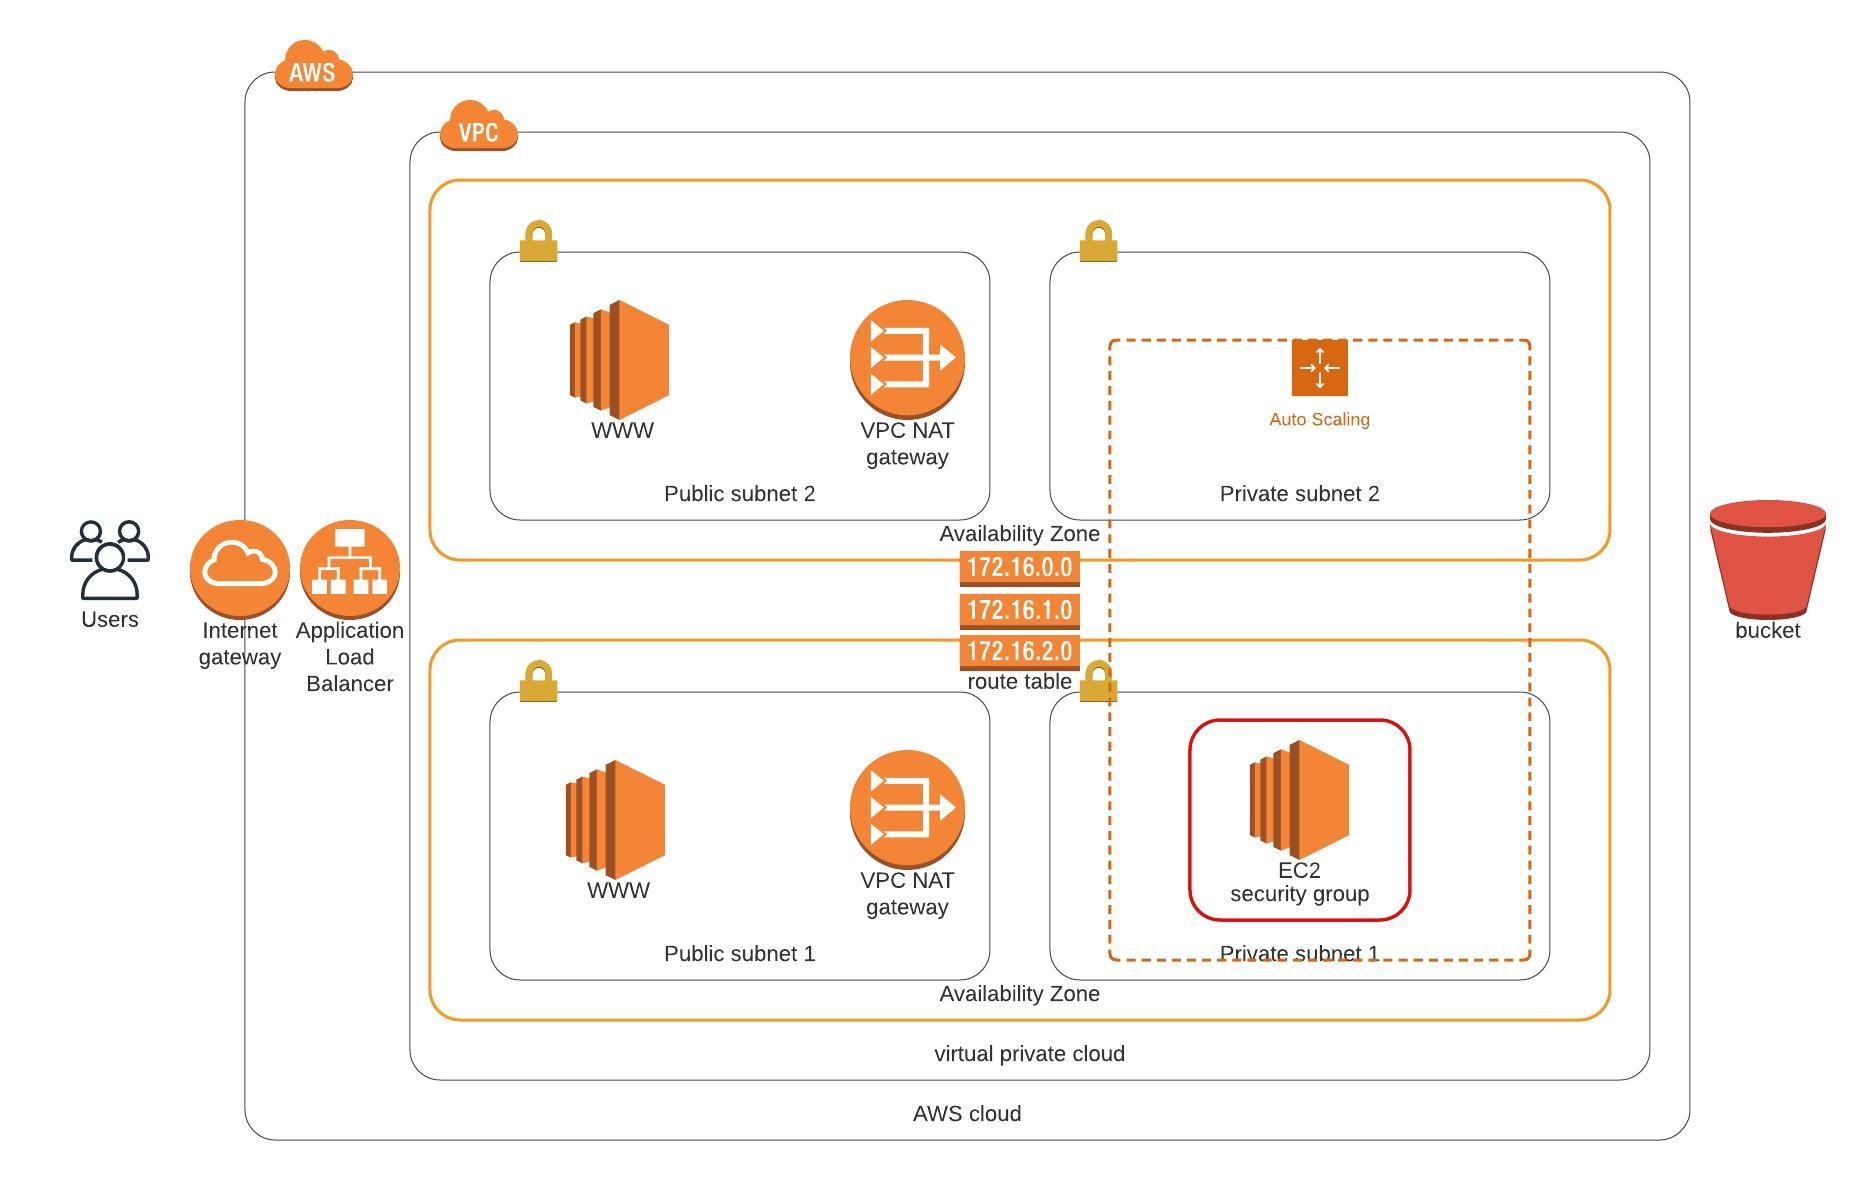 AWS
VPC
WWW
VPC NAT
gateway
Public subnet 2
Auto Scaling
Private subnet 2
Availability Zone
172.16.0.0
172.16.1.0
172.16.2.0
route table
Users
Internet
gateway
Application
Load
Balancer
bucket
WWW
VPC NAT
gateway
Public subnet 1
EC2
security group
Private subnet 1
Availability Zone
virtual private cloud
AWS cloud